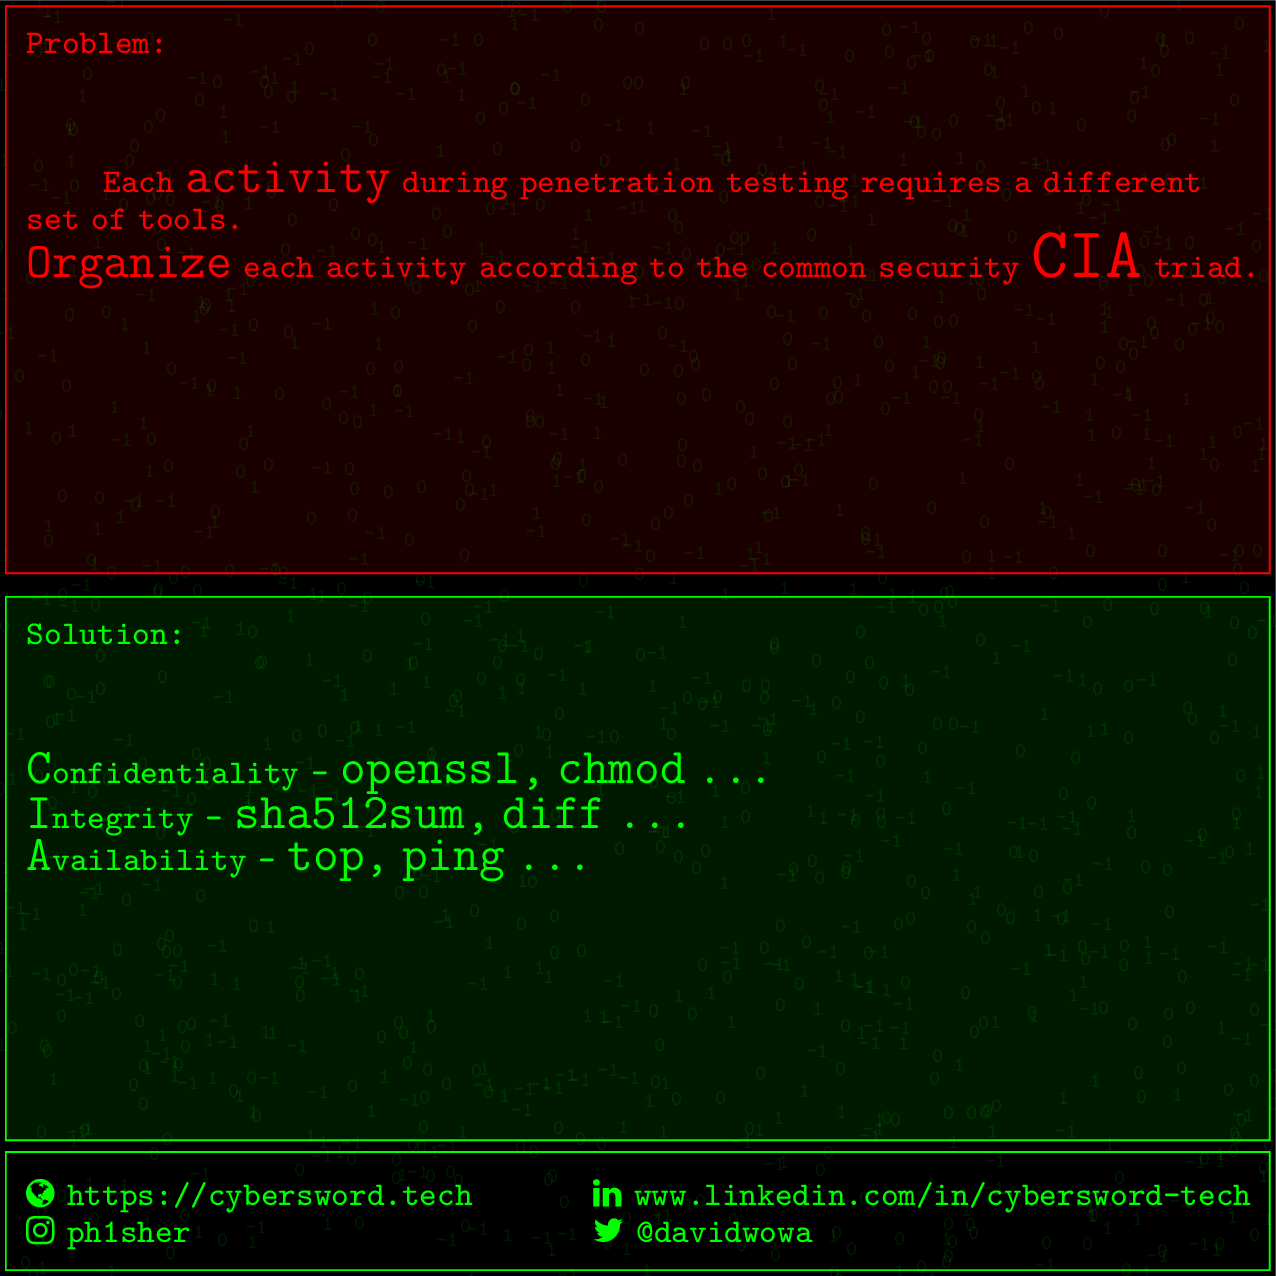 Problem:
Each activity during penetration testing requires a different
set of tools.
Organize each activity according to the common security CIA triad.
Solution:
Confidentiality - openssl, chmod ...
Integrity - sha512sum, diff ...
Availability - top, ping ...
https://cybersword.tech
www.linkedin.com/in/cybersword-tech
ph1sher
@davidwowa